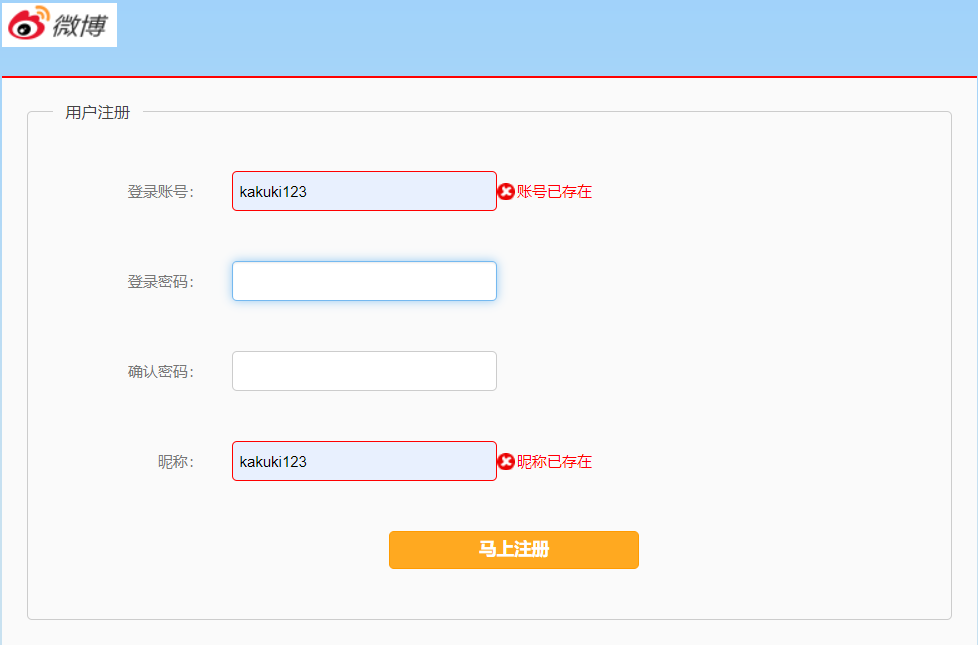 微博
用户注册
登录账号：
kakuki123
账号已存在
登录密码：
确认密码：
昵称：
kakuki123
昵称已存在
马上注册